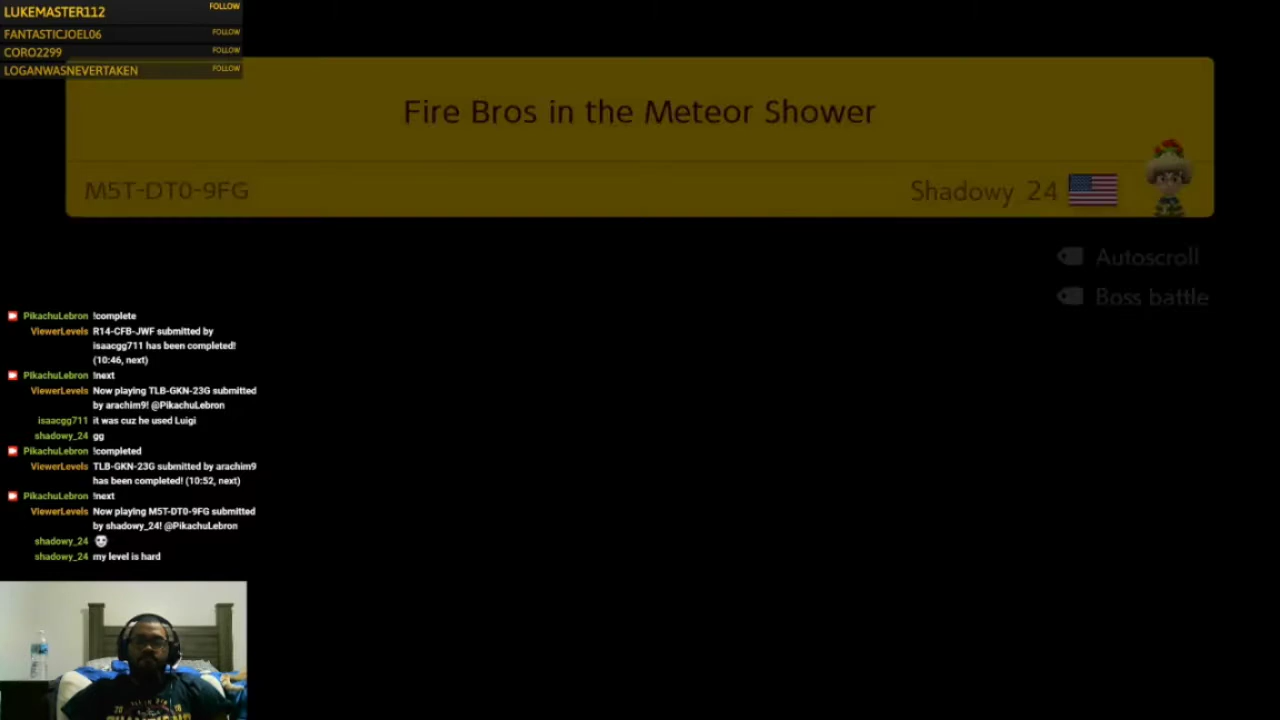 LUKEMASTER112 FOLLOW
FANTASTICJOEL06 FOLLOW
CORO2299 FOLLOW
LOGANWASNEVERTAKEN FOLLOW
Fire Bros in the Meteor Shower
M5T-DT0-9FG
Shadowy 24
Autoscroll
Boss battle
PikachuLebron !complete
ViewerLevels R14-CFB-JWF submitted by
isaacgg711 has been completed!
(10:46, next)
PikachuLebron !next
ViewerLevels Now playing TLB-GKN-23G submitted
by arachim9! @PikachuLebron
isaacgg711 it was cuz he used Luigi
shadowy_24 gg
PikachuLebron !completed
ViewerLevels TLB-GKN-23G submitted by arachim9
has been completed! (10:52, next)
PikachuLebron !next
ViewerLevels Now playing M5T-DT0-9FG submitted
by shadowy_24! @PikachuLebron
shadowy_24
shadowy_24 my level is hard